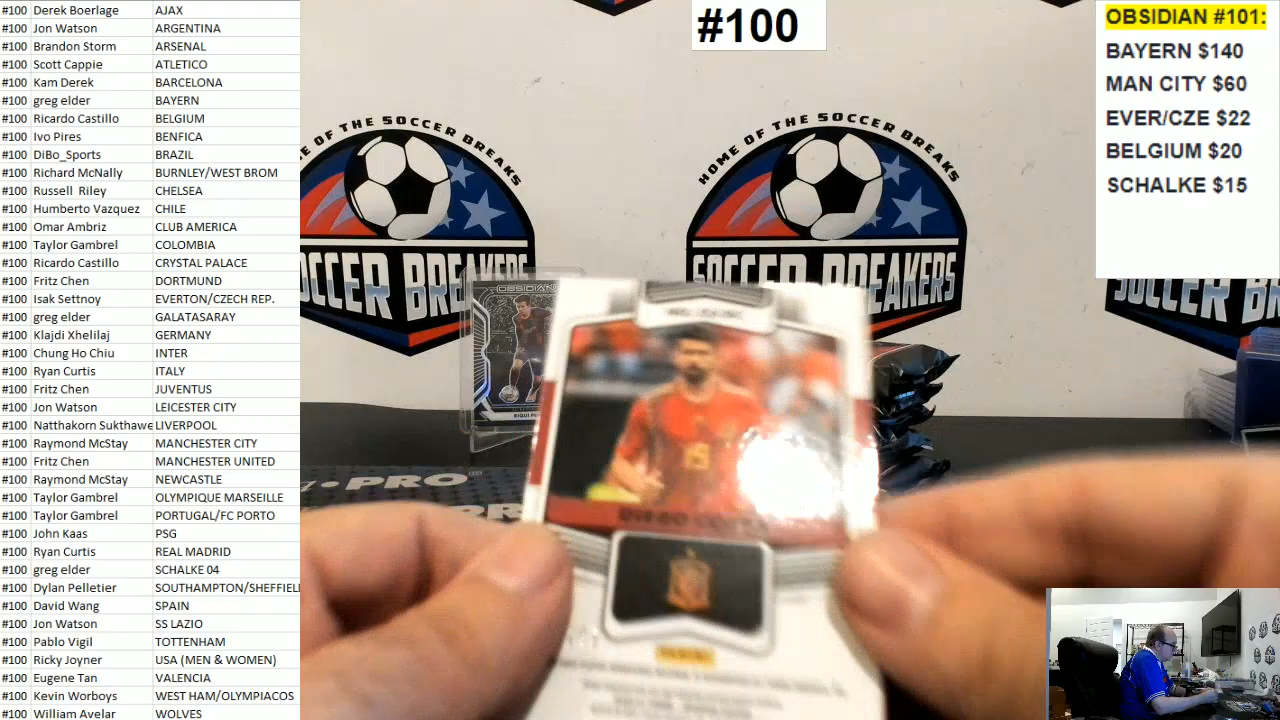 #100 Derek Boerlage AJAX
#100 Jon Watson ARGENTINA
#100 Brandon Storm ARSENAL
#100 Scott Cappie ATLETICO
#100 Kam Derek BARCELONA
#100 greg elder BAYERN
#100 Ricardo Castillo BELGIUM
#100 Ivo Pires BENFICA
#100 DiBo_Sports BRAZIL
#100 Richard McNally BURNLEY/WEST BROM
#100 Russell Riley CHELSEA
#100 Humberto Vazquez CHILE
#100 Omar Ambriz CLUB AMERICA
#100 Taylor Gambrel COLOMBIA
#100 Ricardo Castillo CRYSTAL PALACE
#100 Fritz Chen DORTMUND
#100 Isak Settnoy EVERTON/CZECH REP.
#100 greg elder GALATASARAY
#100 Klajdi Xhelilaj GERMANY
#100 Chung Ho Chiu INTER
#100 Ryan Curtis ITALY
#100 Fritz Chen JUVENTUS
#100 Jon Watson LEICESTER CITY
#100 Natthakorn Sukthawe LIVERPOOL
#100 Raymond McStay MANCHESTER CITY
#100 Fritz Chen MANCHESTER UNITED
#100 Raymond McStay NEWCASTLE
#100 Taylor Gambrel OLYMPIQUE MARSEILLE
#100 Taylor Gambrel PORTUGAL/FC PORTO
#100 John Kaas PSG
#100 Ryan Curtis REAL MADRID
#100 greg elder SCHALKE 04
#100 Dylan Pelletier SOUTHAMPTON/SHEFFIEL
#100 David Wang SPAIN
#100 Jon Watson SS LAZIO
#100 Pablo Vigil TOTTENHAM
#100 Ricky Joyner USA (MEN & WOMEN)
#100 Eugene Tan VALENCIA
#100 Kevin Worboys WEST HAM/OLYMPIACOS
#100 William Avelar WOLVES
#100
OBSIDIAN #101:
BAYERN $140
MAN CITY $60
EVER/CZE $22
BELGIUM $20
SCHALKE $15
E OF THE SOCCER BREAKS
OCCER BRE
HOME OF THE SOCCER BREAKS
SOCCER BREAKERS
SOCCER BREAKERS
OBSIDIAN
RIQUI
PRO
19
DIEGO COSTA
PANINI